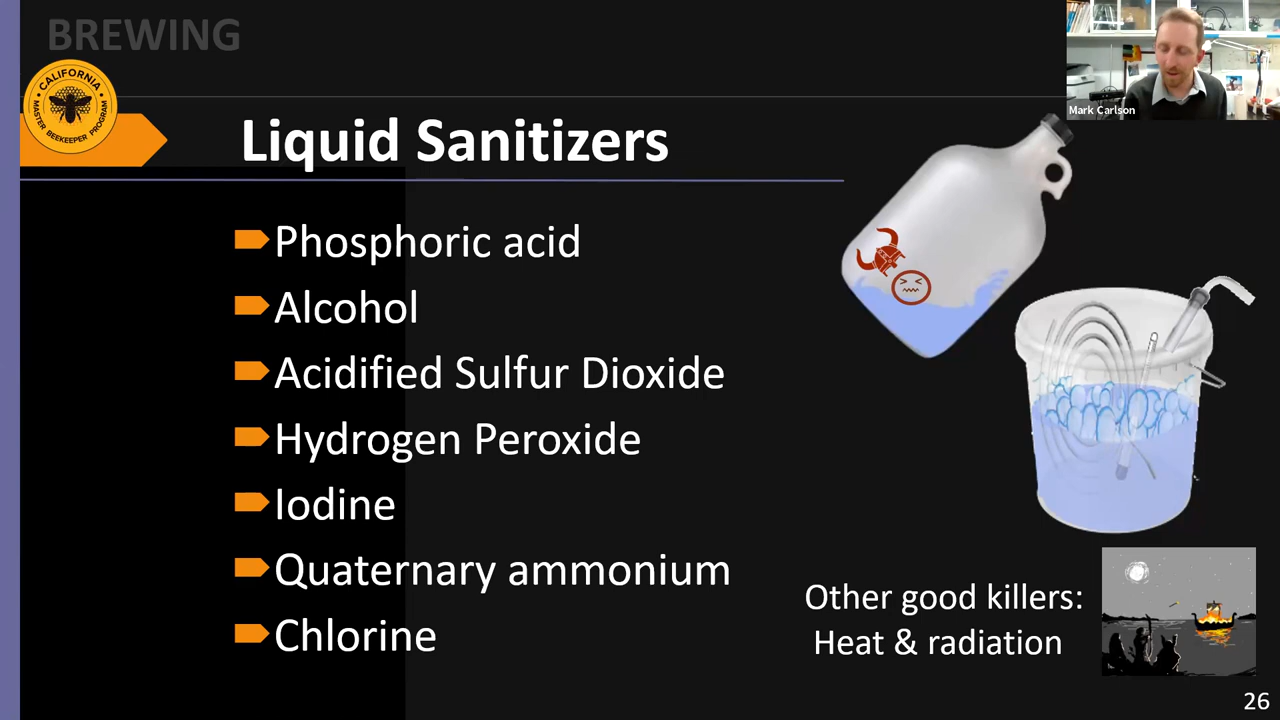 BREWING
CALIFORNIA
MASTER BEEKEEPER PROGRAM
Mark Carlson
Liquid Sanitizers
Phosphoric acid
Alcohol
Acidified Sulfur Dioxide
Hydrogen Peroxide
Iodine
Quaternary ammonium
Chlorine
Other good killers:
Heat & radiation
26